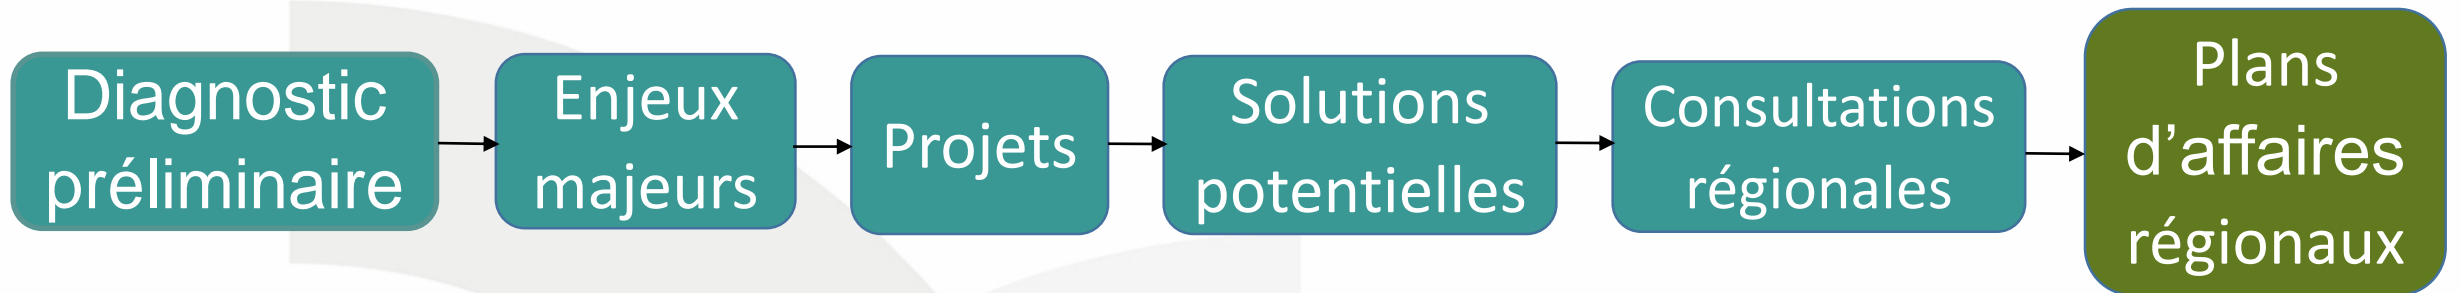 Diagnostic
préliminaire
Enjeux
majeurs
Projets
Solutions
potentielles
Consultations
régionales
Plans
d’affaires
régionaux